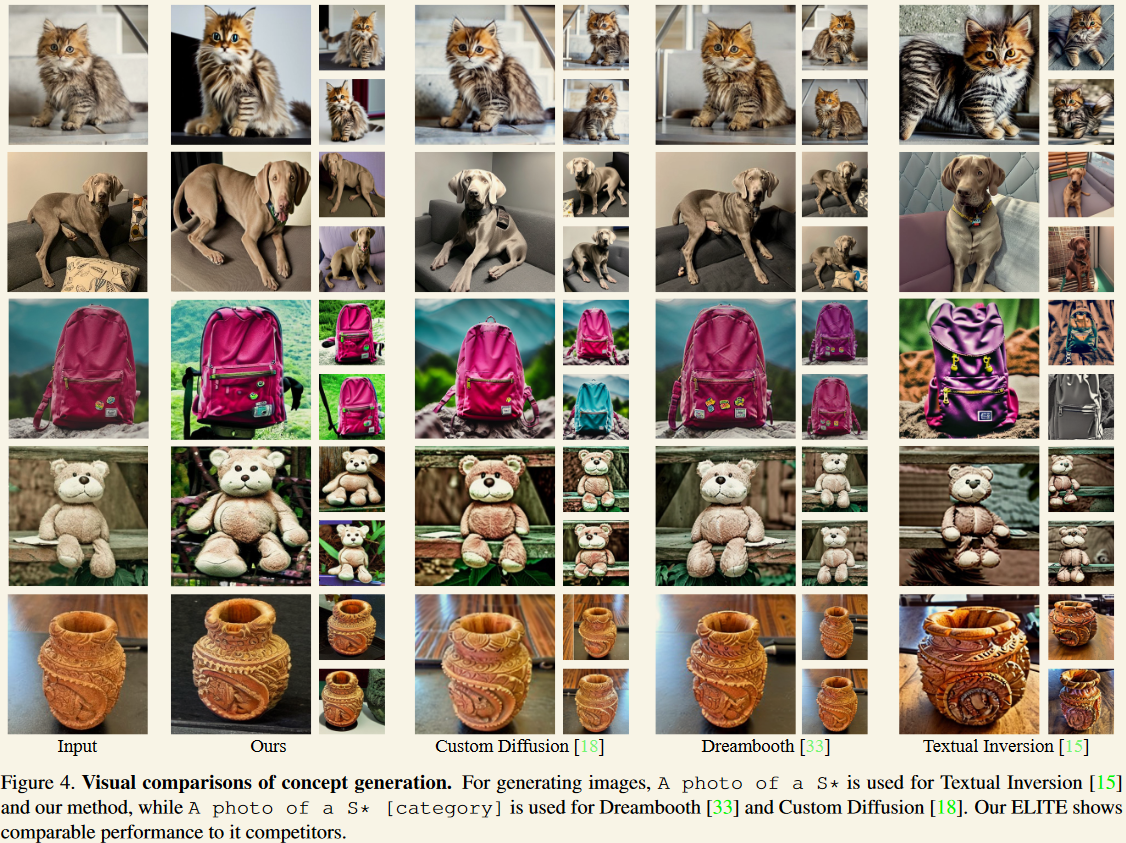 Input Ours Custom Diffusion [18] Dreambooth [33] Textual Inversion [15]
Figure 4. Visual comparisons of concept generation. For generating images, A photo of a S* is used for Textual Inversion [15]
and our method, while A photo of a S* [category] is used for Dreambooth [33] and Custom Diffusion [18]. Our ELITE shows
comparable performance to it competitors.